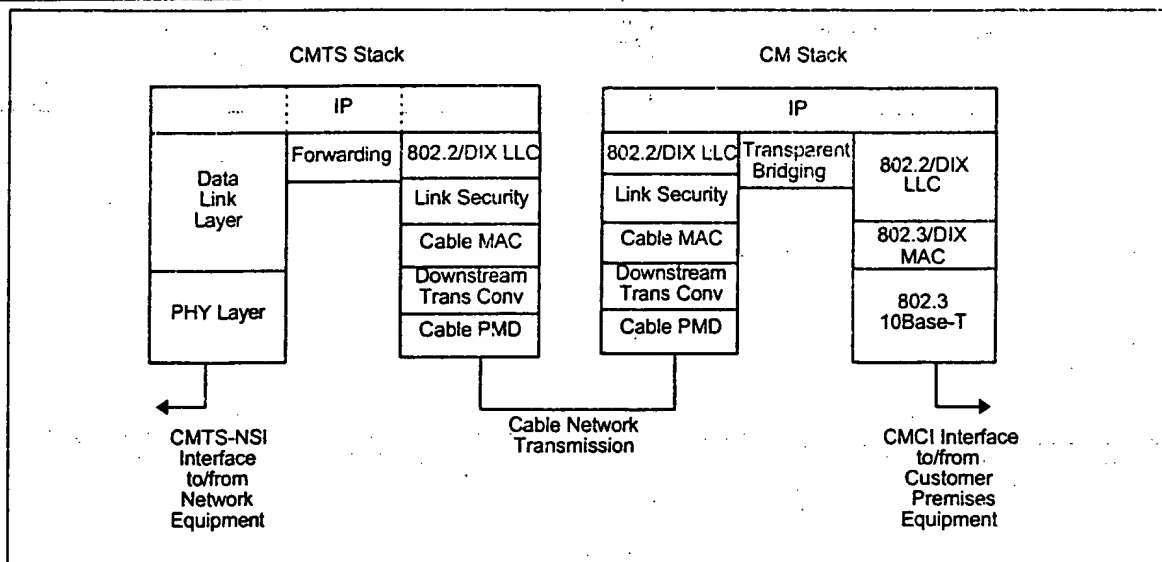 CMTS Stack
CM Stack
IP
IP
Data
Link
Layer
Forwarding
802.2/DIX LLC
Link Security
Cable MAC
Downstream
Trans Conv
Cable PMD
PHY Layer
802.2/DIX LLC
Link Security
Cable MAC
Downstream
Trans Conv
Cable PMD
Transparent
Bridging
802.2/DIX
LLC
802.3/DIX
MAC
802.3
10Base-T
CMTS-NSI
Interface
to/from
Network
Equipment
Cable Network
Transmission
CMCI Interface
to/from
Customer
Premises
Equipment